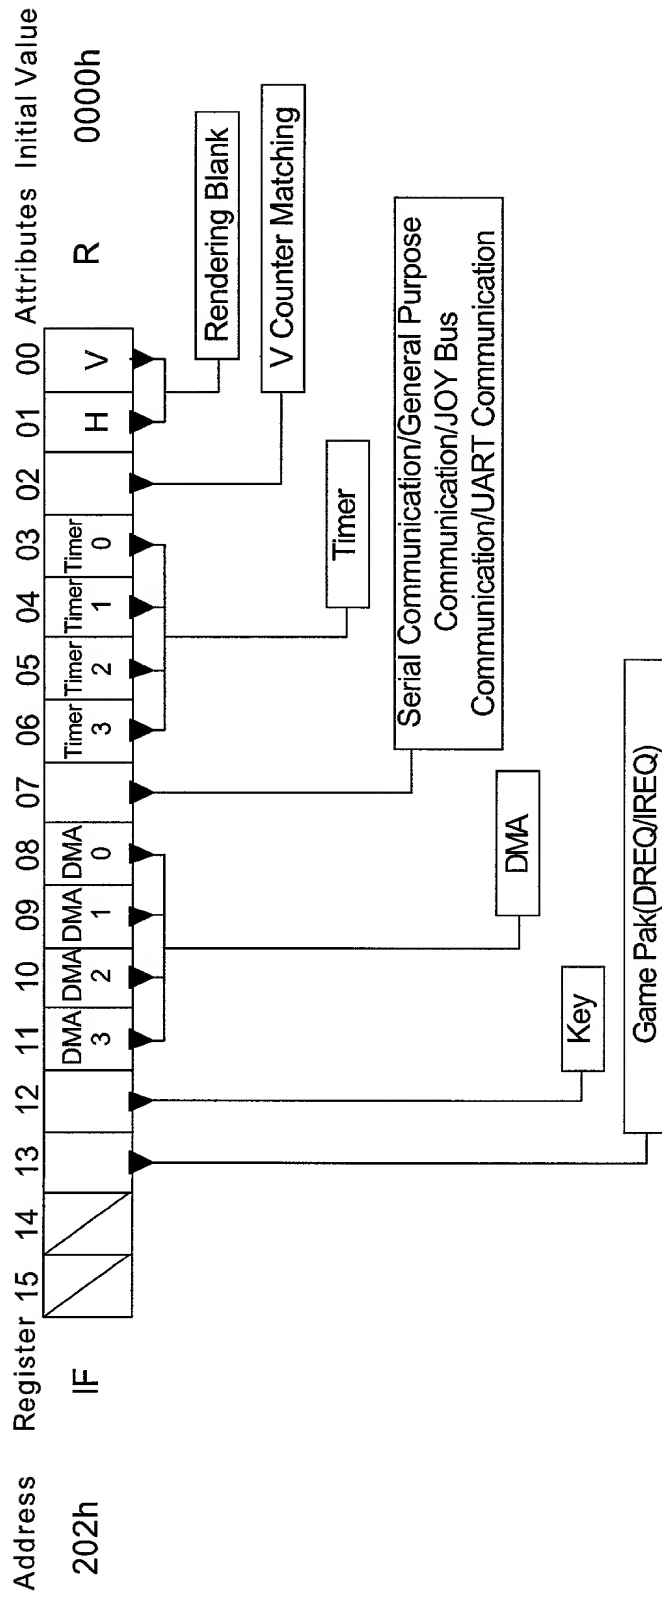 Address Register 15 14 13 12 11 10 09 08 07 06 05 04 03 02 01 00 Attributes Initial Value
202h IF DMA 3 DMA 2 DMA 1 DMA 0 Timer 3 Timer 2 Timer 1 Timer 0 H V R 0000h
Rendering Blank
V Counter Matching
Timer
Serial Communication/General Purpose
Communication/JOY Bus
Communication/UART Communication
DMA
Key
Game Pak(DREQ/IREQ)